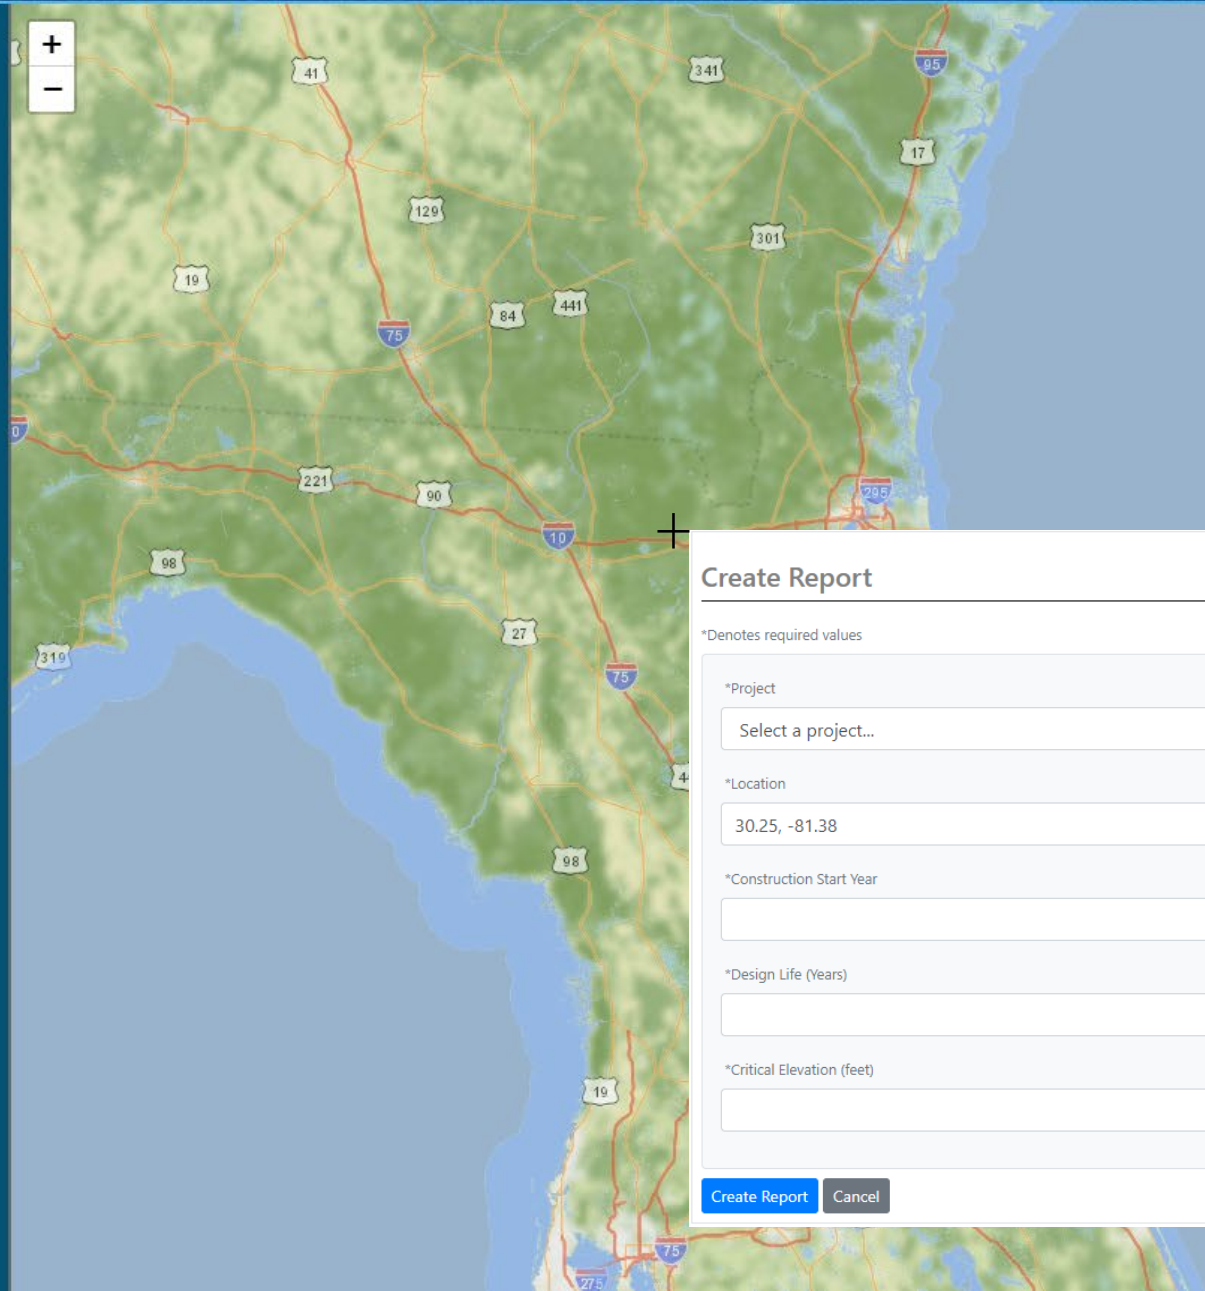 +
−
41
341
95
17
129
301
19
441
84
75
0
221
90
295
10
98
27
319
75
4
98
19
75
275
Create Report
*Denotes required values
*Project
Select a project...
*Location
30.25, -81.38
*Construction Start Year
*Design Life (Years)
*Critical Elevation (feet)
Create Report
Cancel